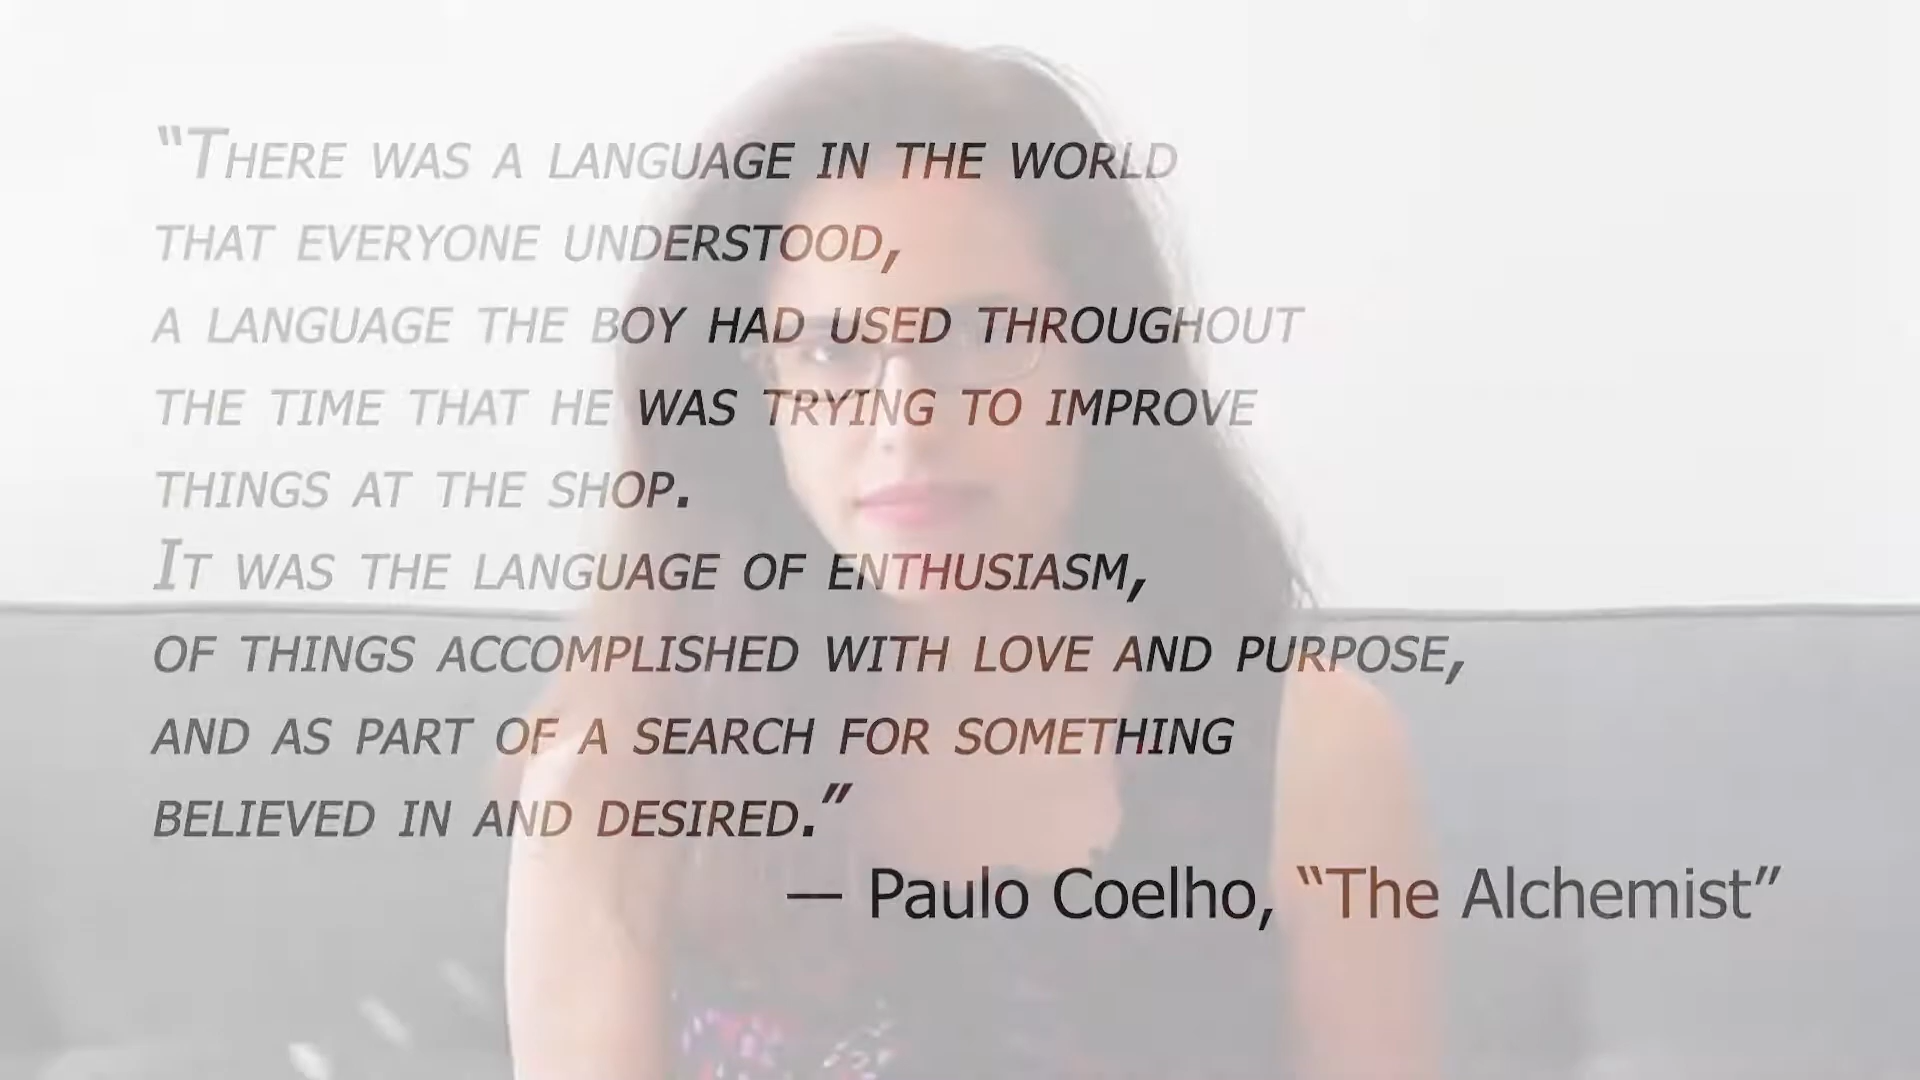 “There was a language in the world
that everyone understood,
a language the boy had used throughout
the time that he was trying to improve
things at the shop.
It was the language of enthusiasm,
of things accomplished with love and purpose,
and as part of a search for something
believed in and desired.”
— Paulo Coelho, “The Alchemist”